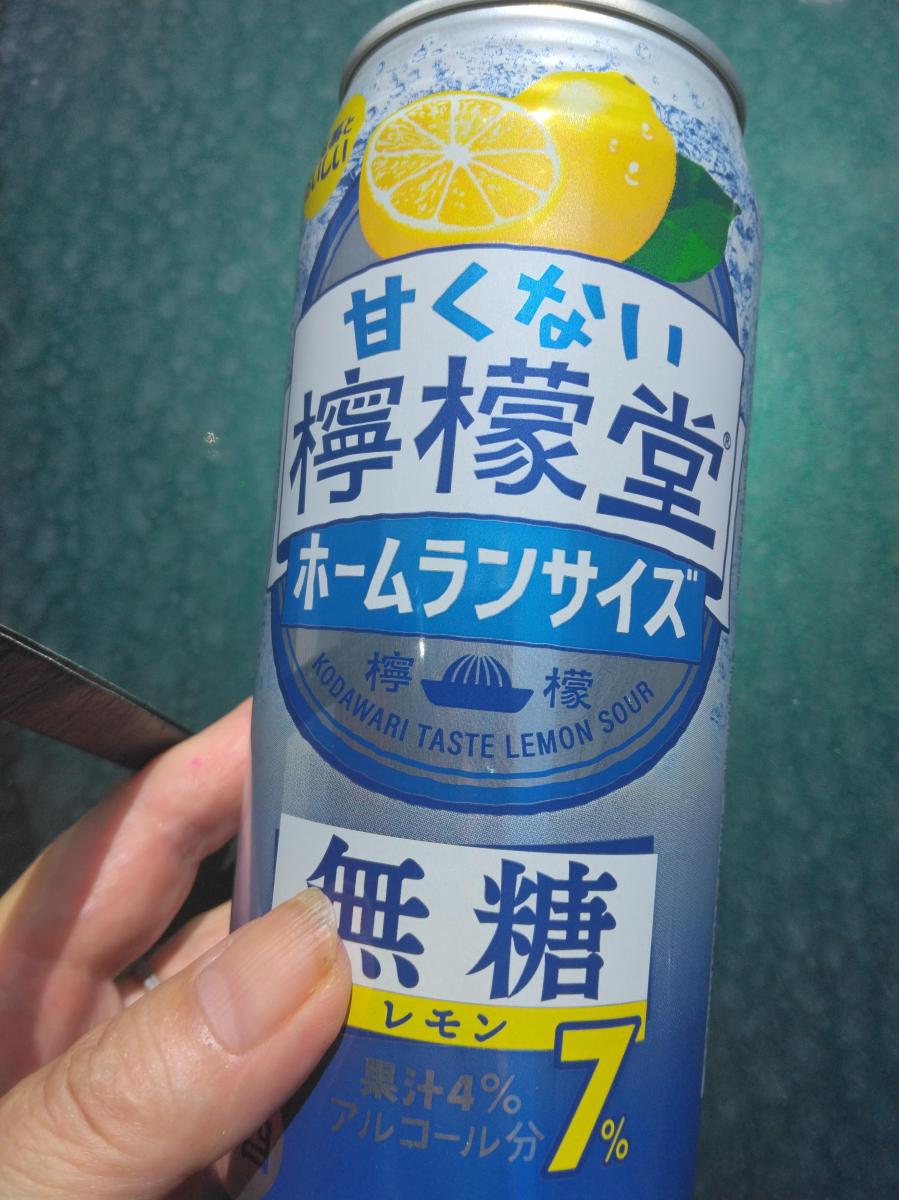 甘くない
檸檬堂®
ホームランサイズ
檸 檬
KODAWARI TASTE LEMON SOUR
無糖
レモン
果汁4%
アルコール分7%